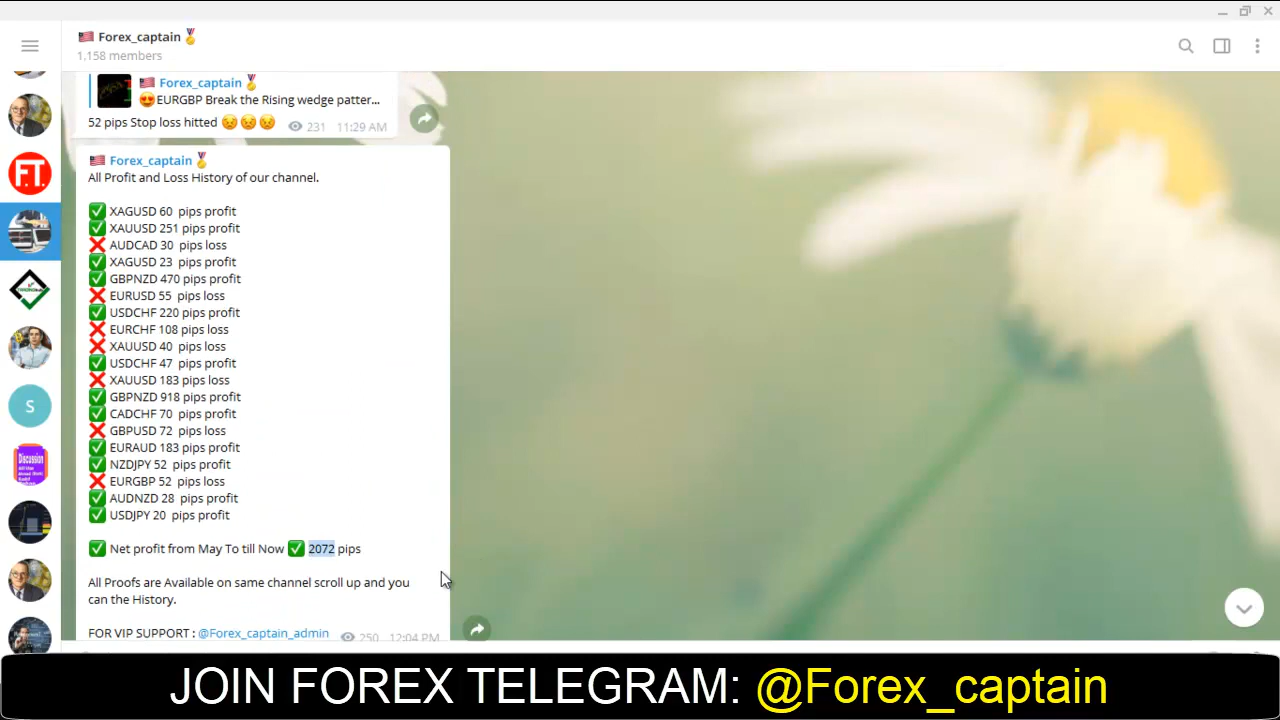 Forex_captain
1,158 members
Forex_captain
EURGBP Break the Rising wedge patter...
52 pips Stop loss hitted 231 11:29 AM
Forex_captain
All Profit and Loss History of our channel.
XAGUSD 60 pips profit
XAUUSD 251 pips profit
AUDCAD 30 pips loss
XAGUSD 23 pips profit
GBPNZD 470 pips profit
EURUSD 55 pips loss
USDCHF 220 pips profit
EURCHF 108 pips loss
XAUUSD 40 pips loss
USDCHF 47 pips profit
XAUUSD 183 pips loss
GBPNZD 918 pips profit
CADCHF 70 pips profit
GBPUSD 72 pips loss
EURAUD 183 pips profit
NZDJPY 52 pips profit
EURGBP 52 pips loss
AUDNZD 28 pips profit
USDJPY 20 pips profit
Net profit from May To till Now 2072 pips
All Proofs are Available on same channel scroll up and you
can the History.
FOR VIP SUPPORT : @Forex_captain_admin 250 12:04 PM
F.T.
S
Discussion
JOIN FOREX TELEGRAM: @Forex_captain